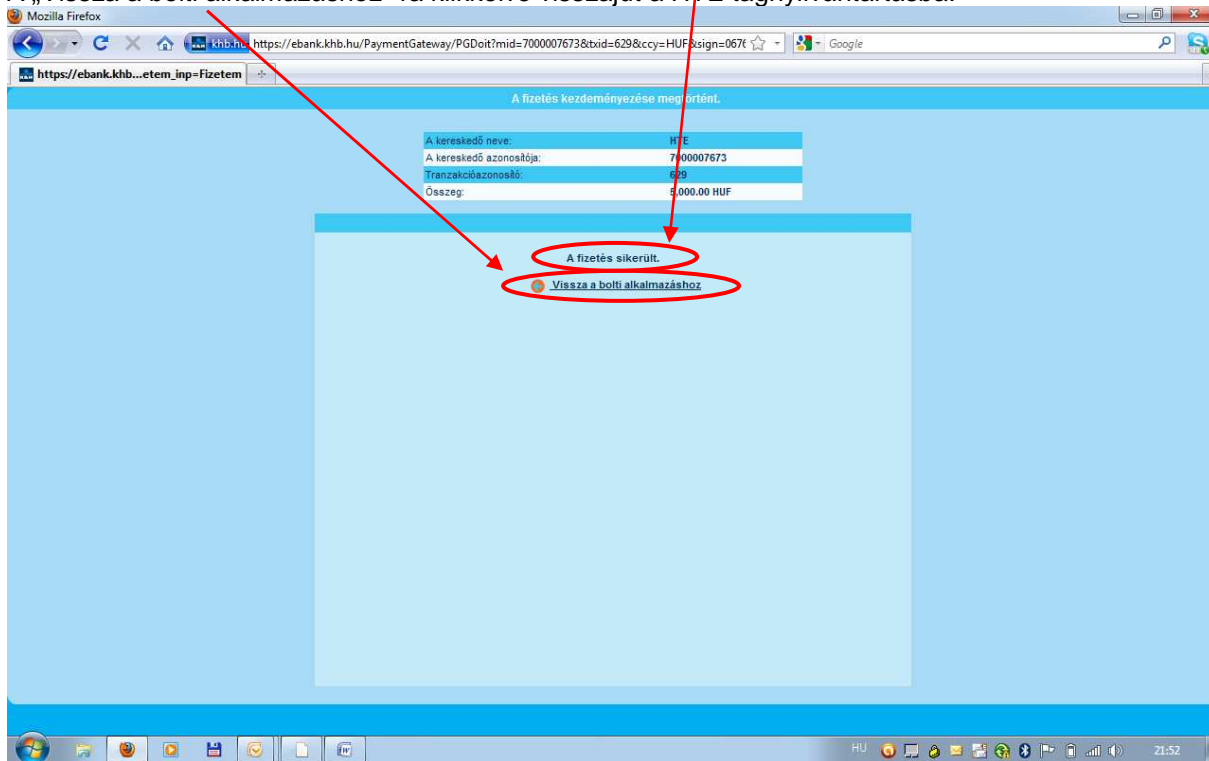 Mozilla Firefox
khb.hu https://ebank.khb.hu/PaymentGateway/PGDoit?mid=7000007673&txid=629&ccy=HUF&sign=067 Google
https://ebank.khb...etem_inp=Fizetem
A fizetés kezdeményezése megtörtént.
A kereskedő neve: HTE
A kereskedő azonosítója: 7000007673
Tranzakcióazonosító: 629
Összeg: 5,000.00 HUF
A fizetés sikerült.
Vissza a bolti alkalmazáshoz
HU 21:52